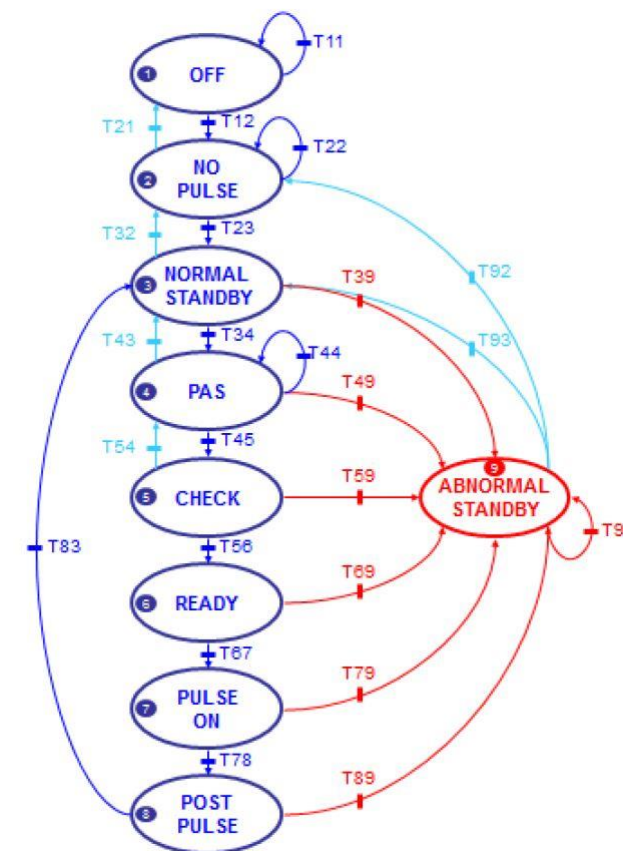 T11
1
OFF
T21
T12
T22
2
NO
PULSE
T32
T23
T92
3
NORMAL
STANDBY
T39
T43
T34
T93
T44
4
PAS
T49
T54
T45
5
CHECK
T59
9
ABNORMAL
STANDBY
T9
T83
T56
T69
6
READY
T67
7
PULSE
ON
T79
T78
8
POST
PULSE
T89